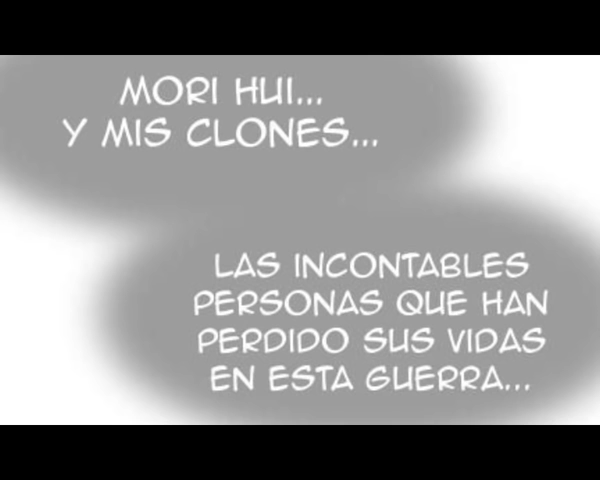 MORI HUI...
Y MIS CLONES...
LAS INCONTABLES
PERSONAS QUE HAN
PERDIDO SUS VIDAS
EN ESTA GUERRA...